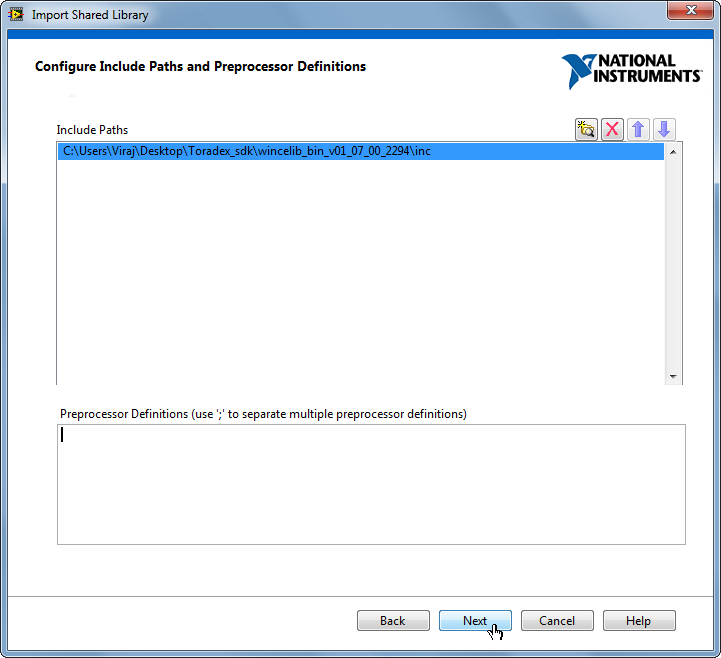 Import Shared Library
Configure Include Paths and Preprocessor Definitions
NATIONAL
INSTRUMENTS
Include Paths
C:\Users\Viraj\Desktop\Toradex_sdk\wincelib_bin_v01_07_00_2294\inc
Preprocessor Definitions (use ';' to separate multiple preprocessor definitions)
Back
Next
Cancel
Help